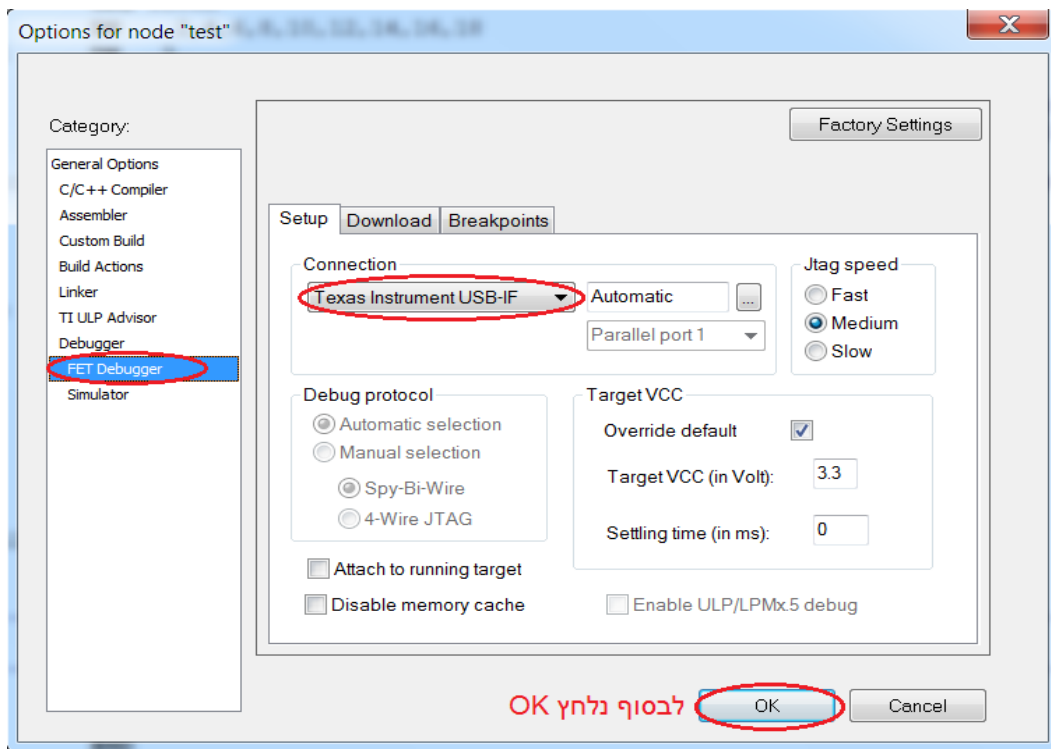 Options for node "test"
Category:
Factory Settings
General Options
C/C++ Compiler
Assembler
Custom Build
Build Actions
Linker
TI ULP Advisor
Debugger
FET Debugger
Simulator
Setup Download Breakpoints
Connection
Texas Instrument USB-IF
Automatic
...
Parallel port 1
Jtag speed
Fast
Medium
Slow
Debug protocol
Automatic selection
Manual selection
Spy-Bi-Wire
4-Wire JTAG
Target VCC
Override default
Target VCC (in Volt): 3.3
Settling time (in ms): 0
Attach to running target
Disable memory cache
Enable ULP/LPMx.5 debug
לבסוף נלחץ OK
OK
Cancel